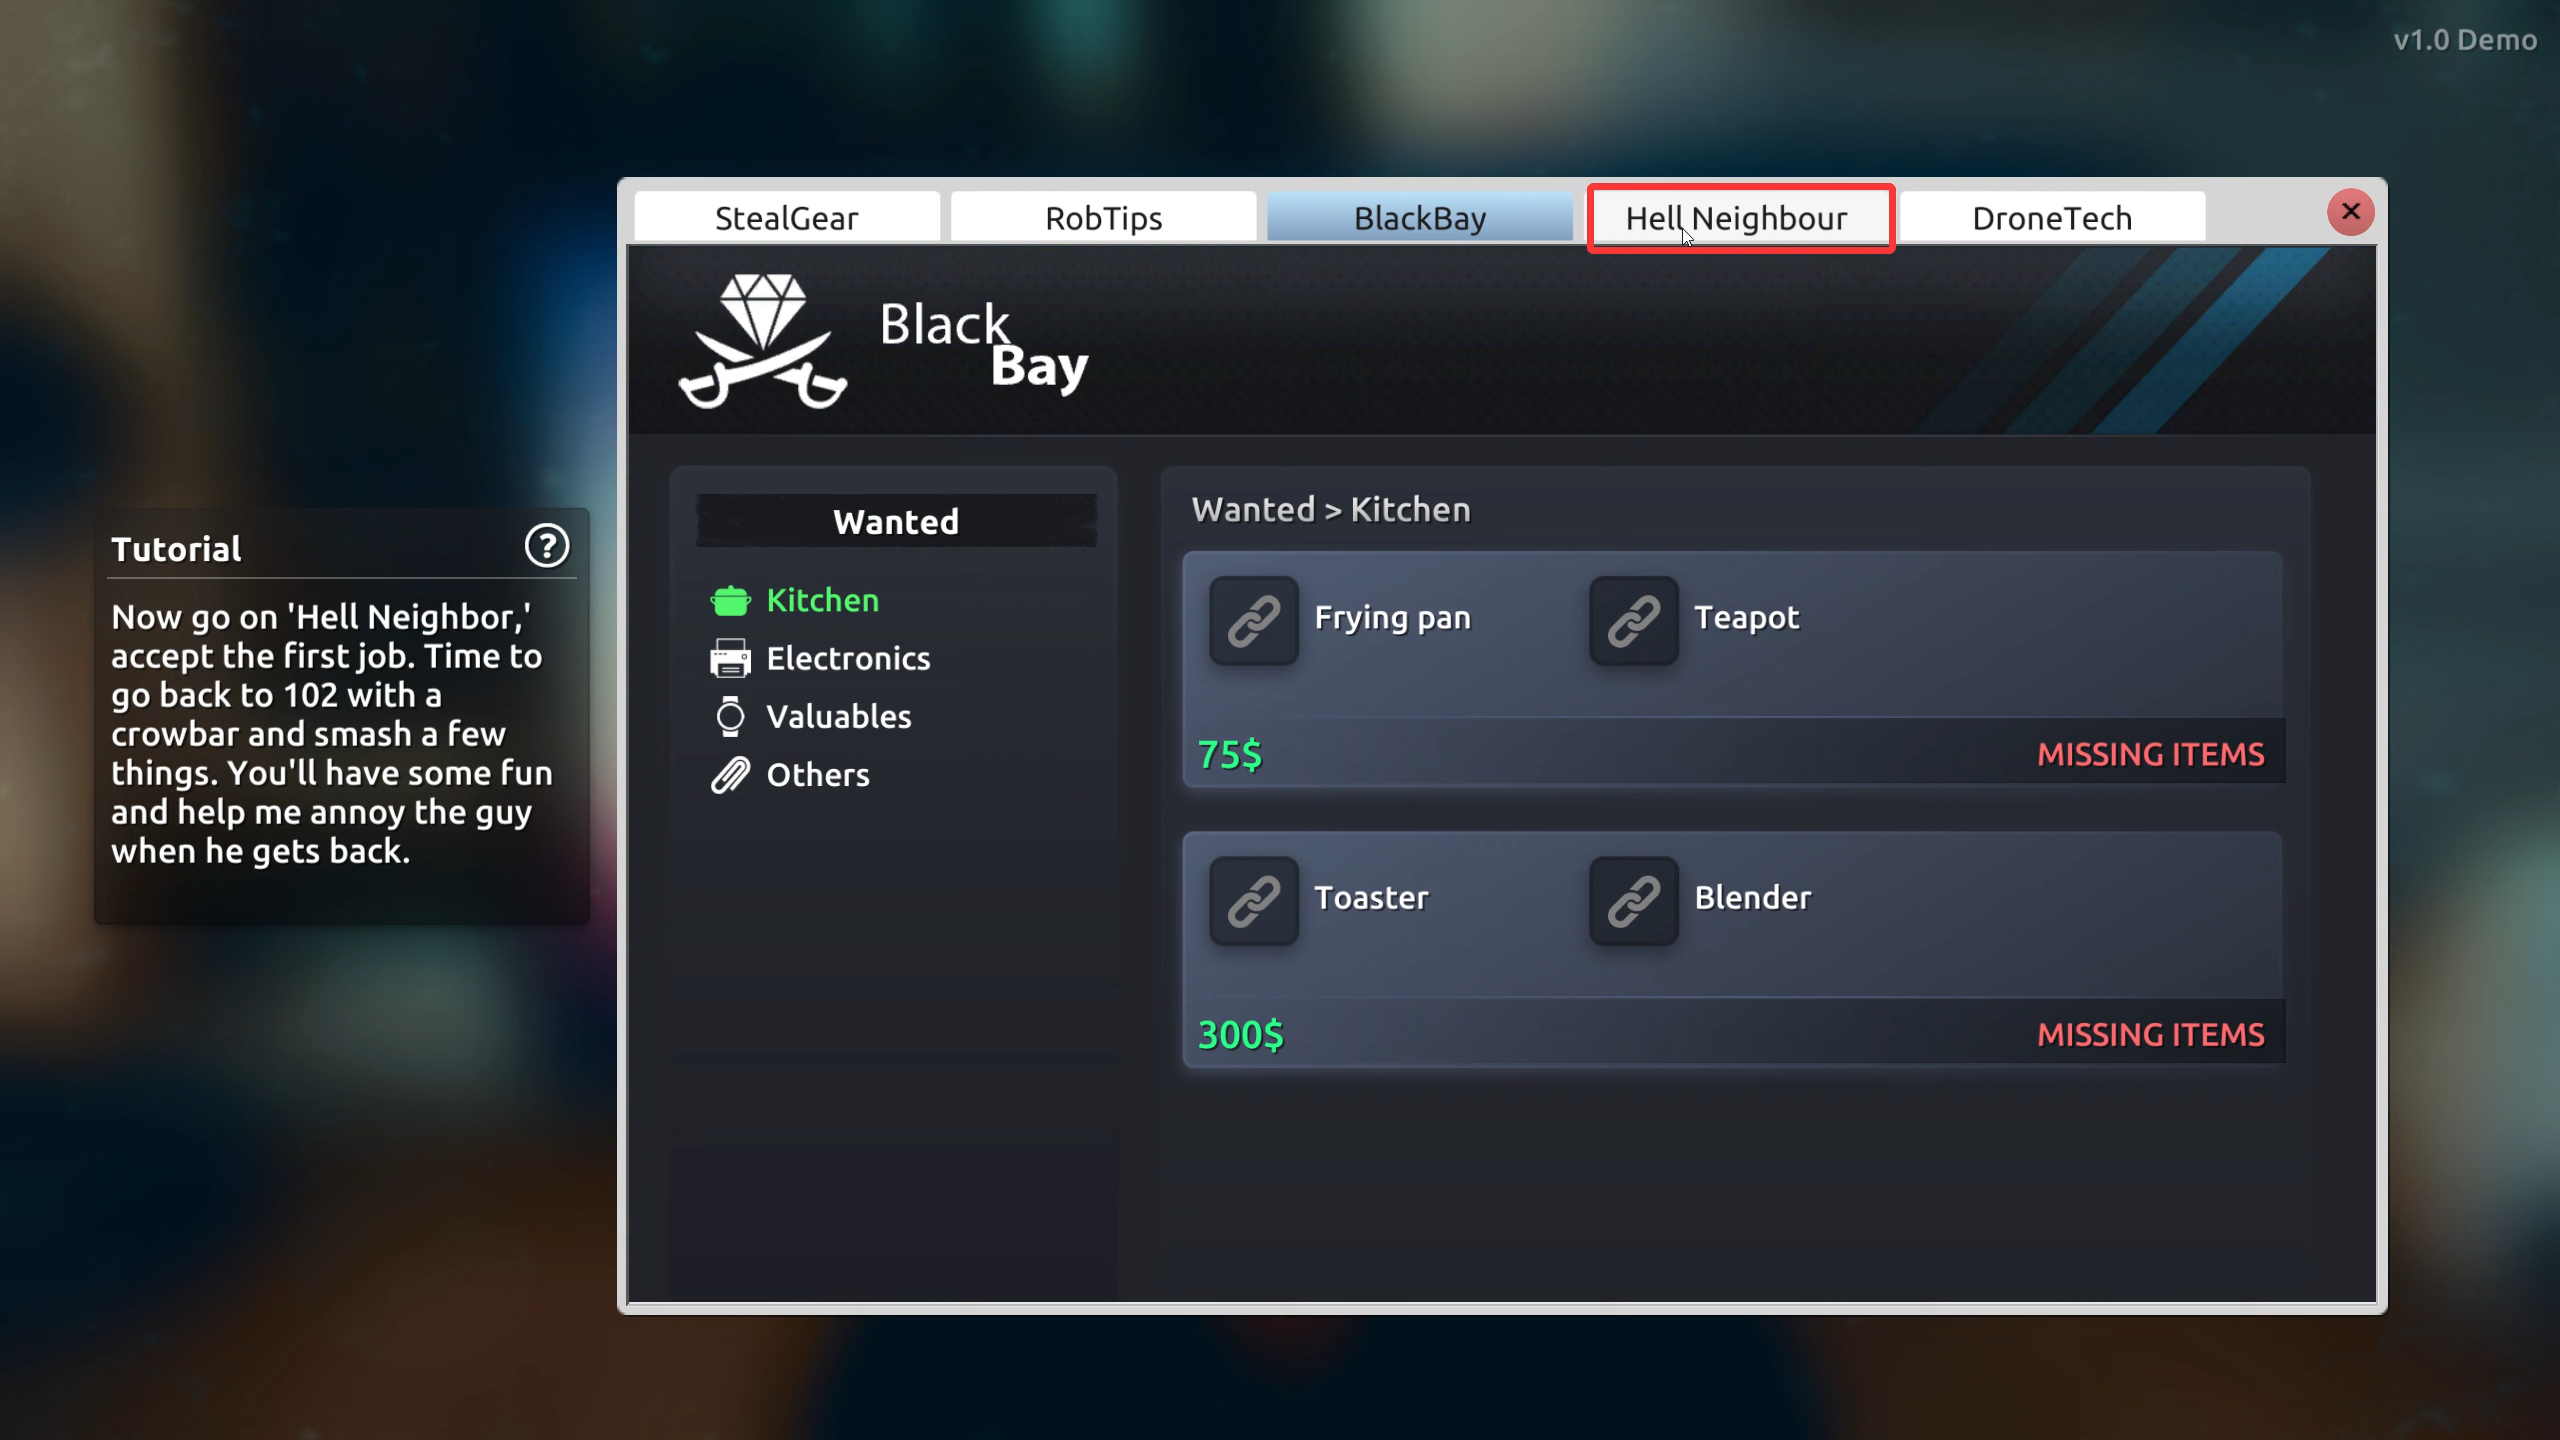 v1.0 Demo
StealGear
RobTips
BlackBay
Hell Neighbour
DroneTech
Black
Bay
Tutorial
Now go on 'Hell Neighbor,'
accept the first job. Time to
go back to 102 with a
crowbar and smash a few
things. You'll have some fun
and help me annoy the guy
when he gets back.
Wanted
Kitchen
Electronics
Valuables
Others
Wanted > Kitchen
Frying pan
Teapot
75$
MISSING ITEMS
Toaster
Blender
300$
MISSING ITEMS